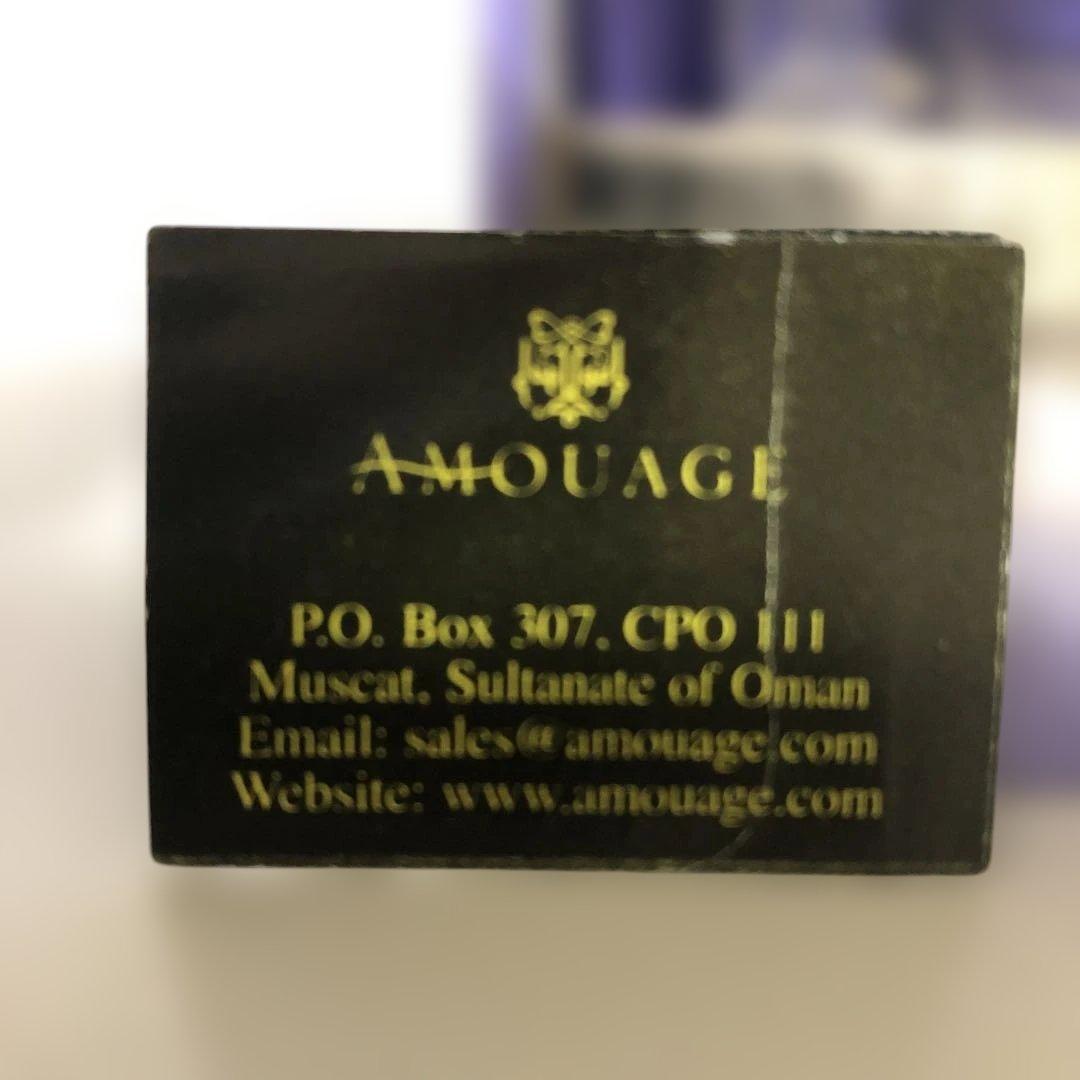 AMOUAGE
P.O. Box 307, CPO 111
Muscat, Sultanate of Oman
Email: sales@amouage.com
Website: www.amouage.com